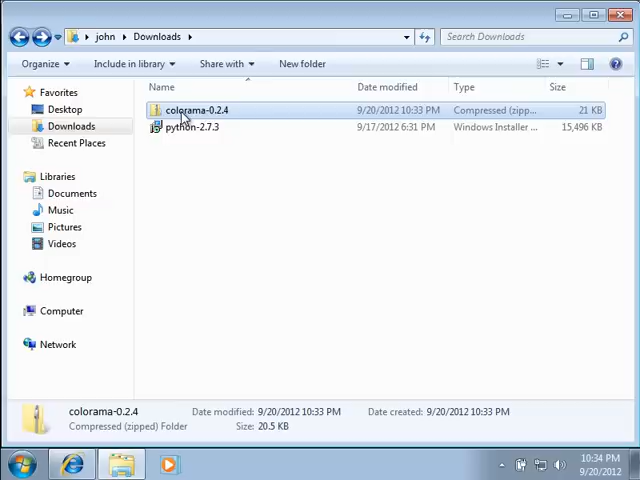 john
Downloads
Search Downloads
Organize
Include in library
Share with
New folder
Name
Date modified
Type
Size
Favorites
Desktop
Downloads
Recent Places
Libraries
Documents
Music
Pictures
Videos
Homegroup
Computer
Network
colorama-0.2.4 9/20/2012 10:33 PM Compressed (zipp... 21 KB
python-2.7.3 9/17/2012 6:31 PM Windows Installer ... 15,496 KB
colorama-0.2.4 Date modified: 9/20/2012 10:33 PM Date created: 9/20/2012 10:33 PM
Compressed (zipped) Folder Size: 20.5 KB
10:34 PM
9/20/2012